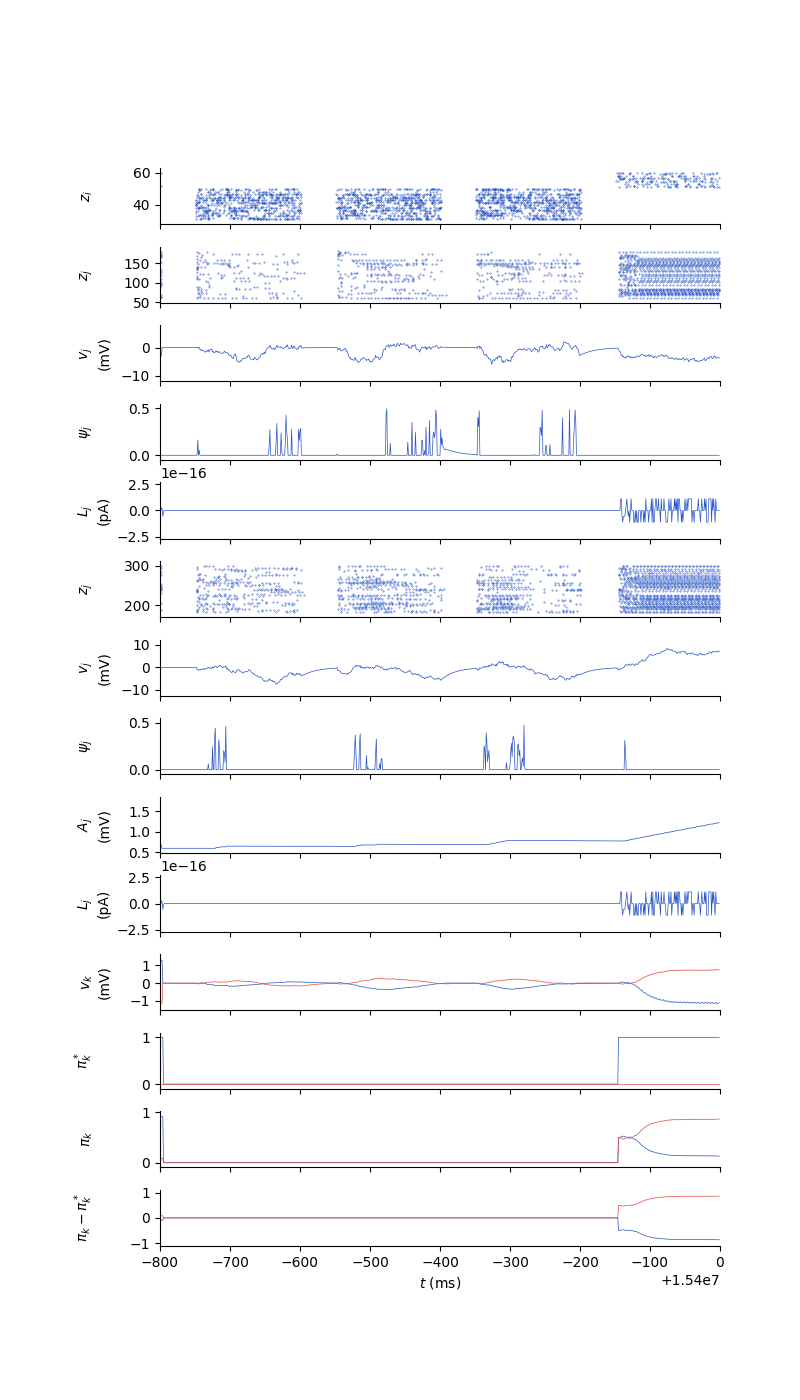 60
40
z_i
150
100
50
z_j
0
−10
v_j
(mV)
0.5
0.0
ψ_j
1e−16
2.5
0.0
−2.5
L_j
(pA)
300
200
z_j
10
0
−10
v_j
(mV)
0.5
0.0
ψ_j
1.5
1.0
0.5
A_j
(mV)
1e−16
2.5
0.0
−2.5
L_j
(pA)
1
0
−1
v_k
(mV)
1
0
π_k^*
1
0
π_k
1
0
−1
π_k − π_k^*
−800 −700 −600 −500 −400 −300 −200 −100 0
t (ms)
+1.54e7